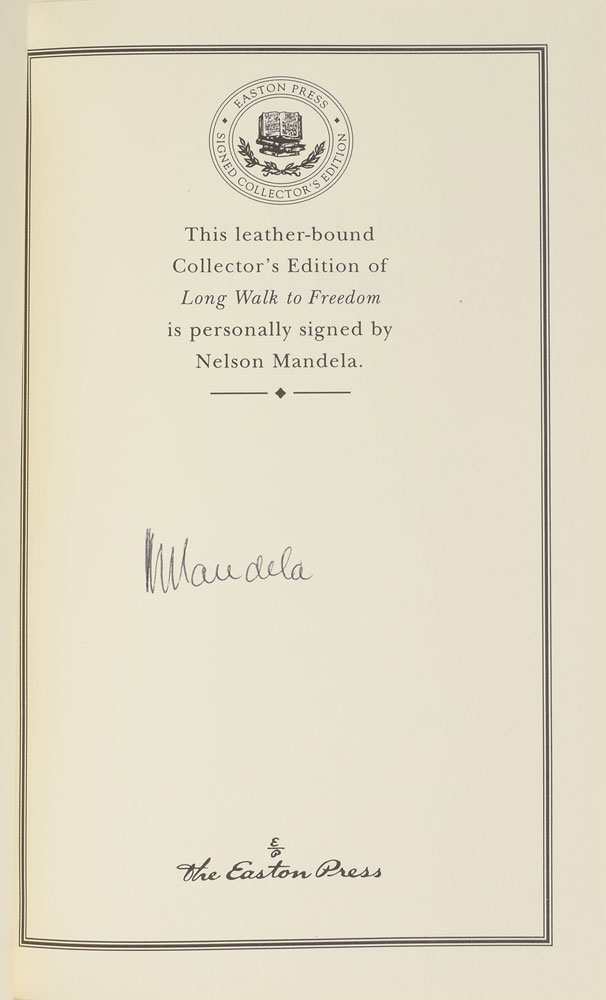 EASTON PRESS
SIGNED COLLECTOR'S EDITION
This leather-bound
Collector's Edition of
Long Walk to Freedom
is personally signed by
Nelson Mandela.
NMandela
E
P
The Easton Press